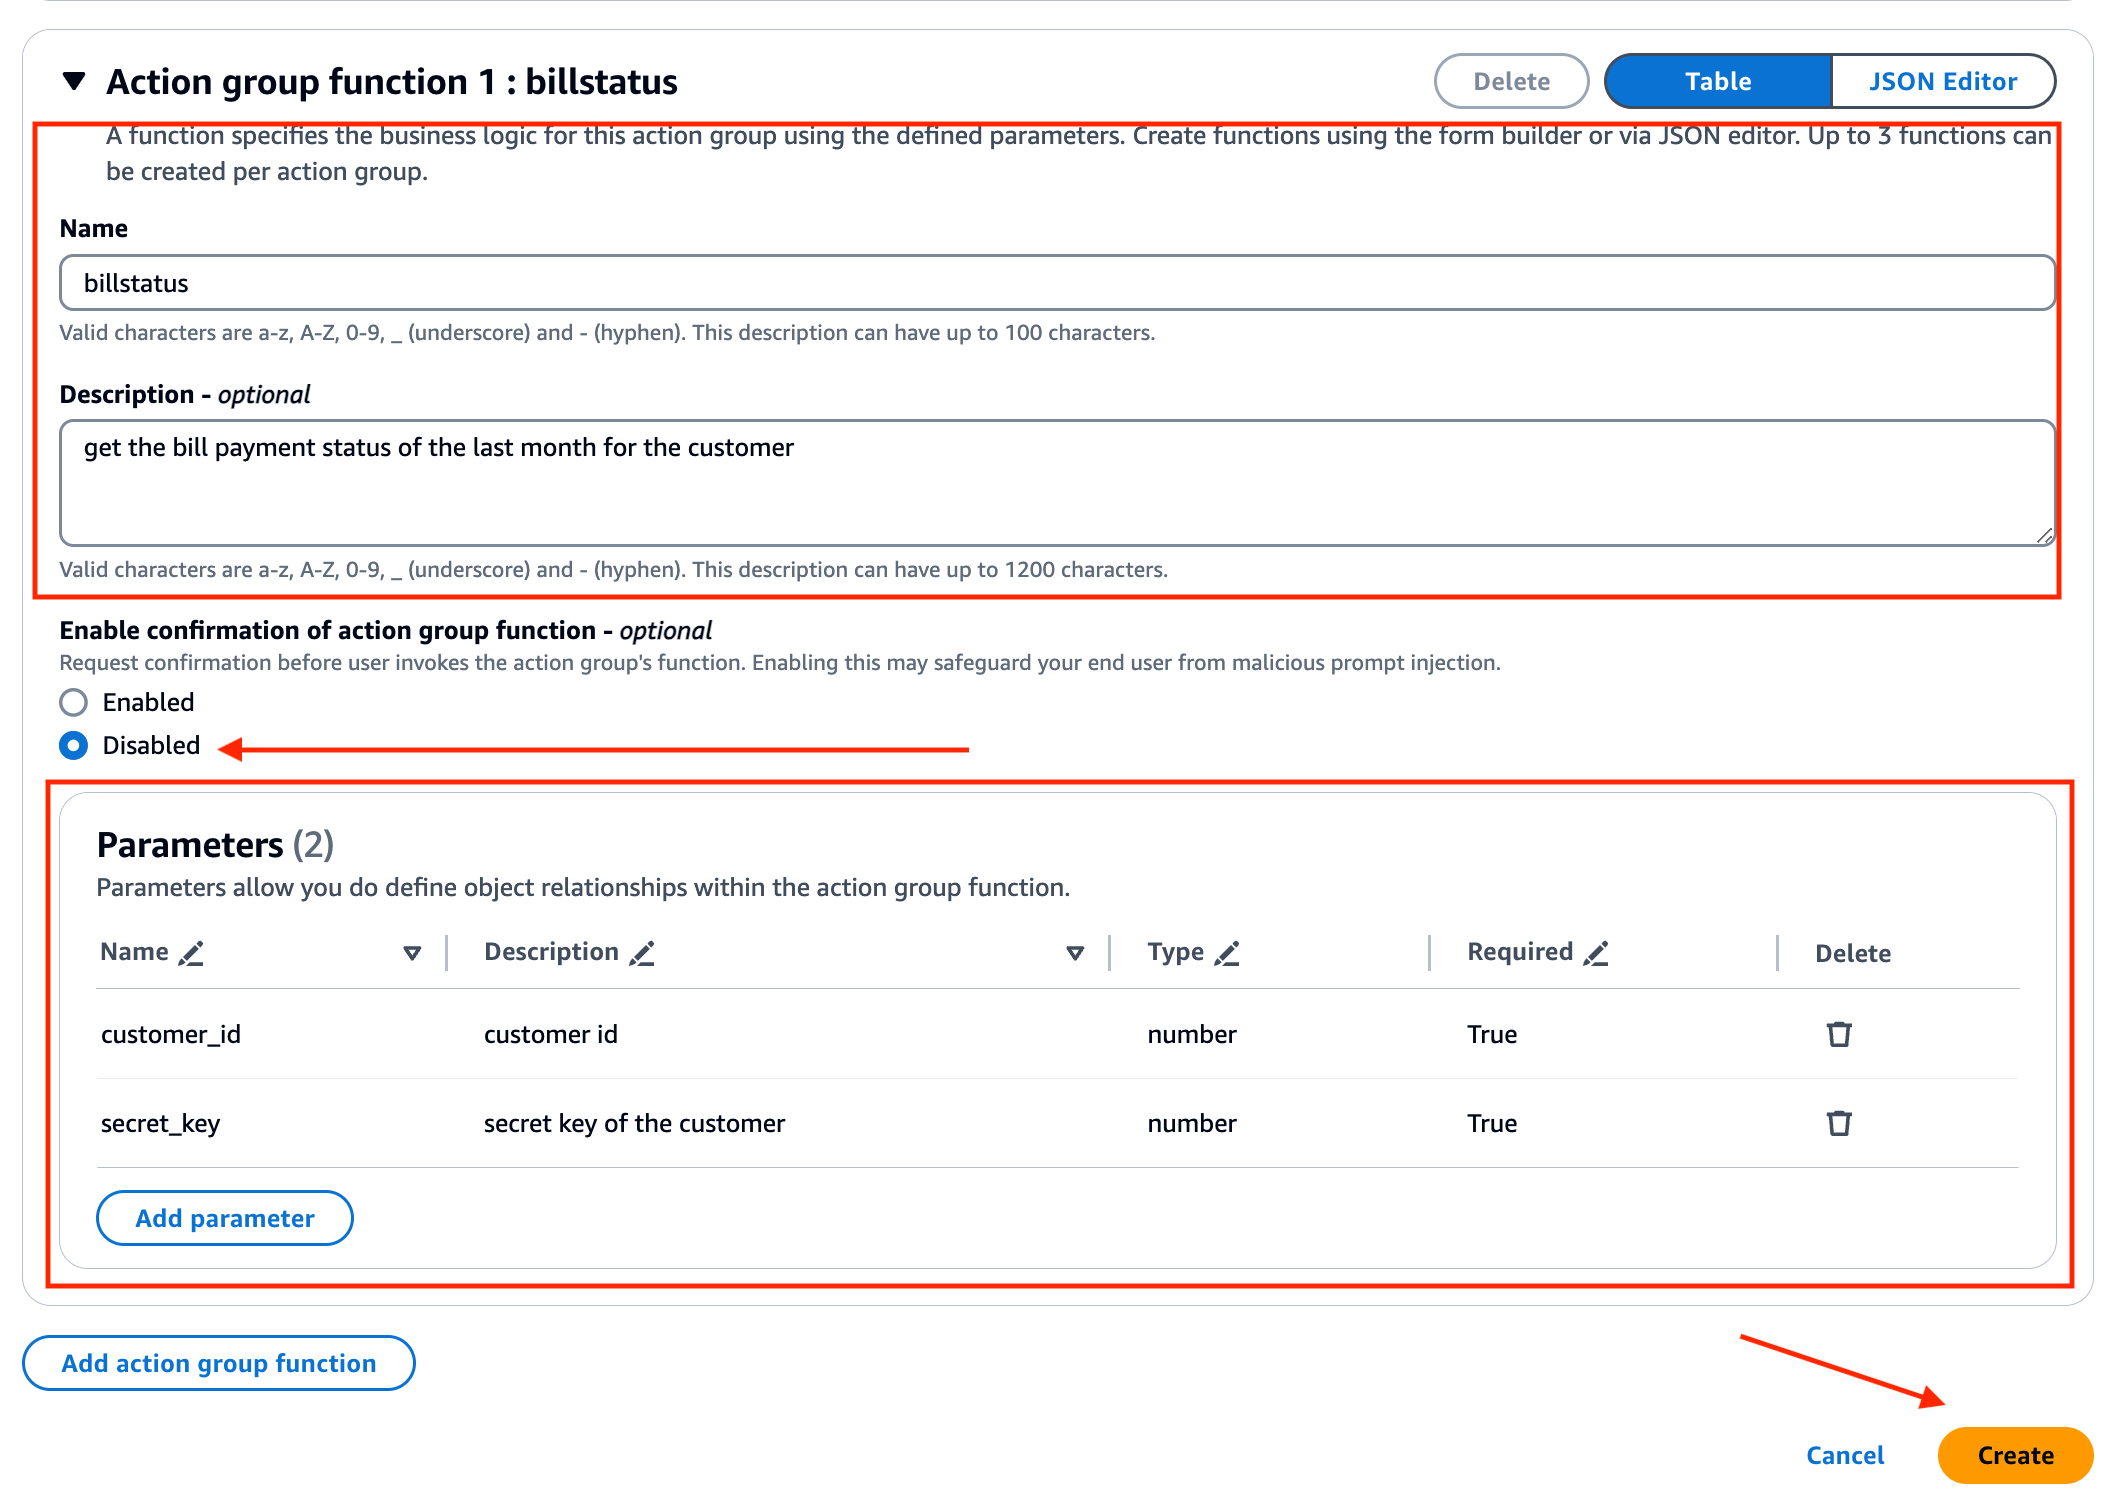 Action group function 1 : billstatus
Delete
Table
JSON Editor
A function specifies the business logic for this action group using the defined parameters. Create functions using the form builder or via JSON editor. Up to 3 functions can
be created per action group.
Name
billstatus
Valid characters are a-z, A-Z, 0-9, _ (underscore) and - (hyphen). This description can have up to 100 characters.
Description - optional
get the bill payment status of the last month for the customer
Valid characters are a-z, A-Z, 0-9, _ (underscore) and - (hyphen). This description can have up to 1200 characters.
Enable confirmation of action group function - optional
Request confirmation before user invokes the action group's function. Enabling this may safeguard your end user from malicious prompt injection.
Enabled
Disabled
Parameters (2)
Parameters allow you do define object relationships within the action group function.
Name Description Type Required Delete
customer_id customer id number True
secret_key secret key of the customer number True
Add parameter
Add action group function
Cancel Create